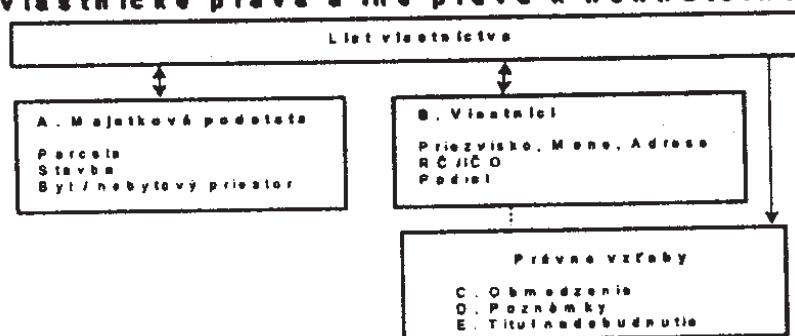 List vlastníctva
A. Majetková podstata
Parcela
Stavba
Byt/nebytový priestor
B. Vlastníci
Priezvisko, Meno, Adresa
RČ/IČO
Podiel
Právne vzťahy
C. Obmedzenie
D. Poznámky
E. Titul nadobudnutia